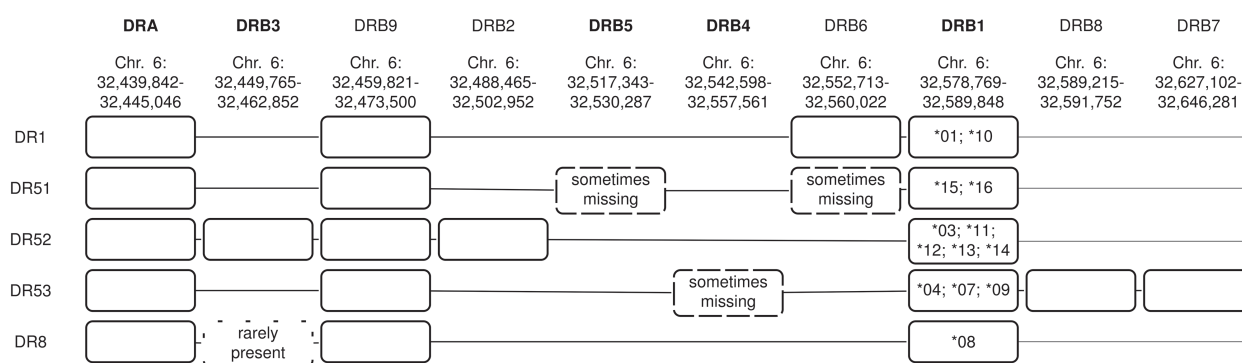 DRA DRB3 DRB9 DRB2 DRB5 DRB4 DRB6 DRB1 DRB8 DRB7
Chr. 6: Chr. 6: Chr. 6: Chr. 6: Chr. 6: Chr. 6: Chr. 6: Chr. 6: Chr. 6: Chr. 6:
32,439,842- 32,449,765- 32,459,821- 32,488,465- 32,517,343- 32,542,598- 32,552,713- 32,578,769- 32,589,215- 32,627,102-
32,445,046 32,462,852 32,473,500 32,502,952 32,530,287 32,557,561 32,560,022 32,589,848 32,591,752 32,646,281
DR1 *01; *10
DR51 sometimes missing sometimes missing *15; *16
DR52 *03; *11;
*12; *13; *14
DR53 sometimes missing *04; *07; *09
DR8 rarely present *08